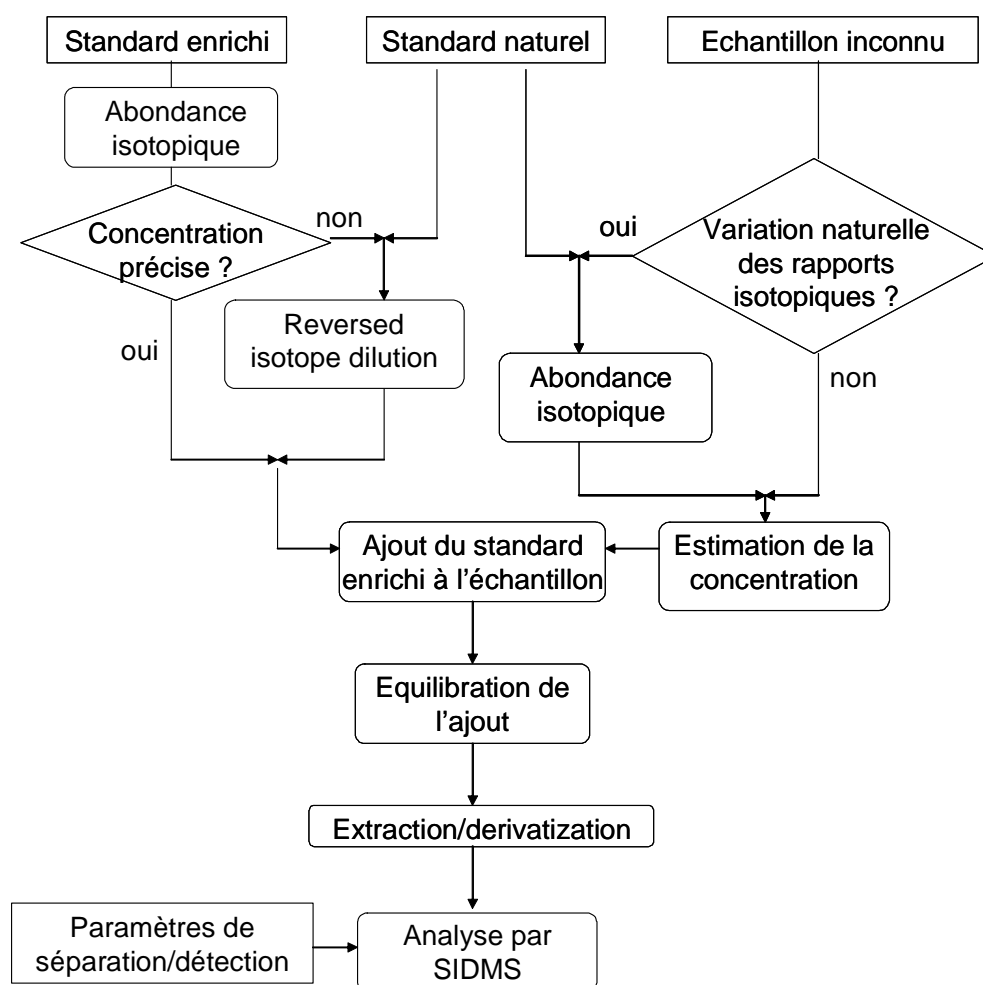 Standard enrichi
Standard naturel
Echantillon inconnu
Abondance
isotopique
Concentration
précise ?
non
oui
Variation naturelle
des rapports
isotopiques ?
oui
Reversed
isotope dilution
non
Abondance
isotopique
Ajout du standard
enrichi à l'échantillon
Estimation de la
concentration
Equilibration de
l'ajout
Extraction/derivatization
Paramètres de
séparation/détection
Analyse par
SIDMS